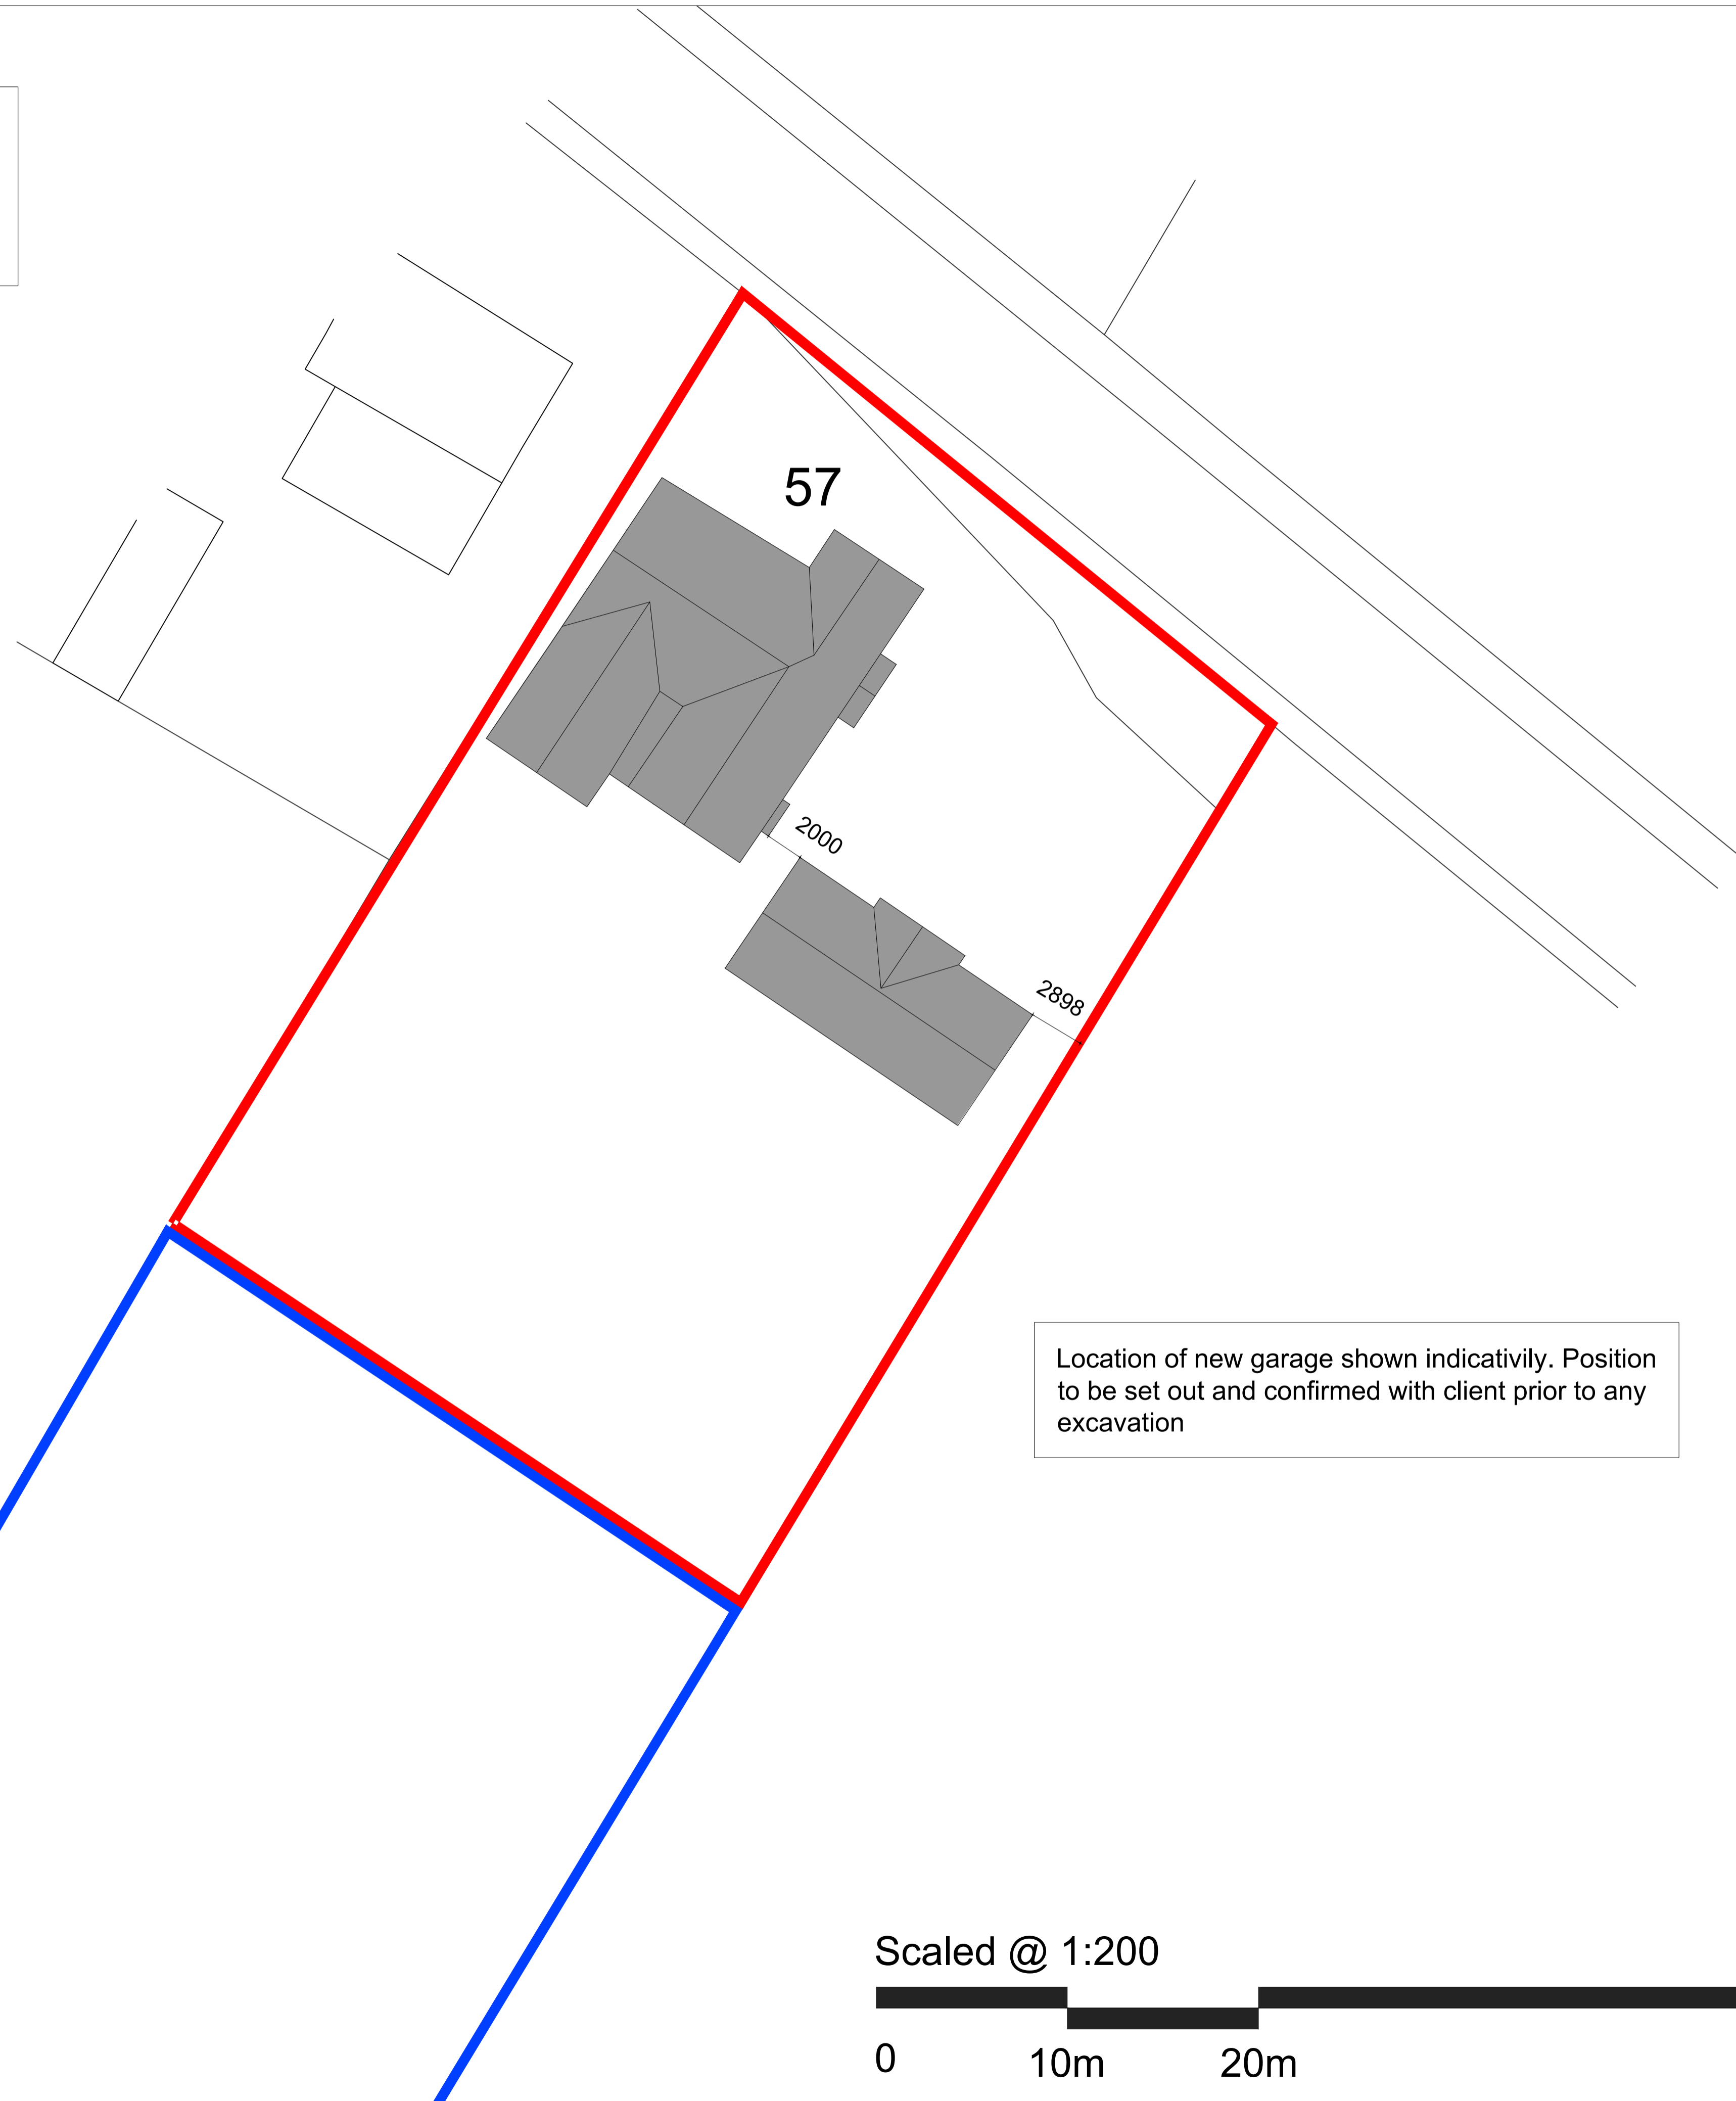 57
2000
2898
Location of new garage shown indicativily. Position
to be set out and confirmed with client prior to any
excavation
Scaled @ 1:200
0 10m 20m